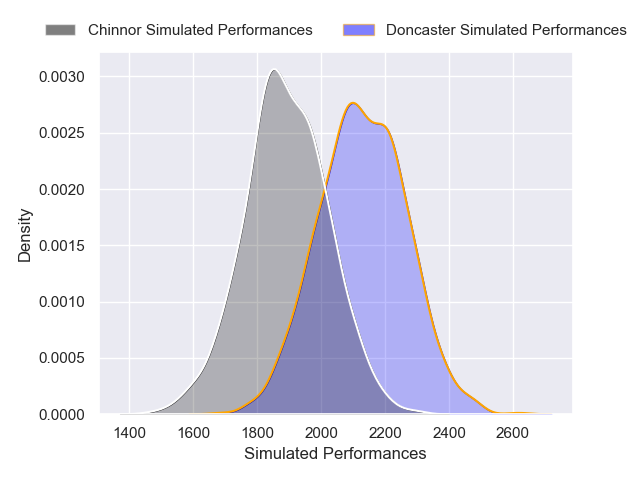 Chinnor Simulated Performances Doncaster Simulated Performances
0.0030
0.0025
0.0020
0.0015
0.0010
0.0005
0.0000
Density
1400 1600 1800 2000 2200 2400 2600
Simulated Performances